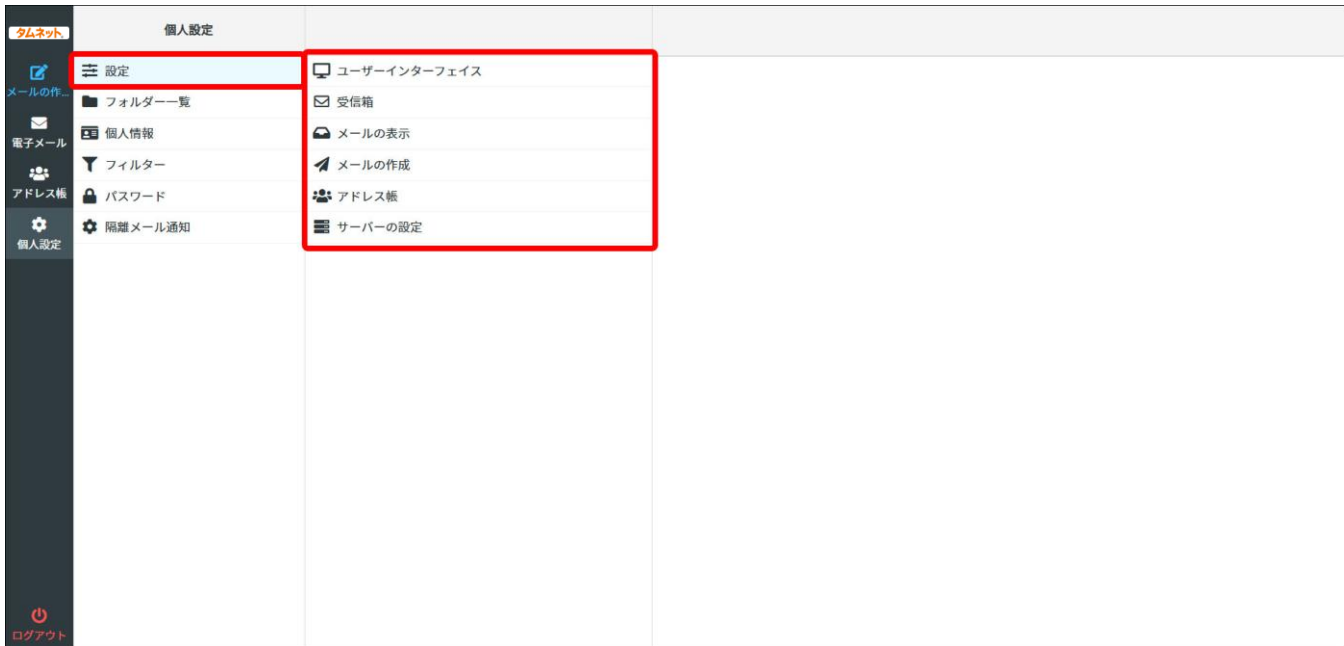 タムネット.
メールの作...
電子メール
アドレス帳
個人設定
ログアウト
個人設定
設定
フォルダー一覧
個人情報
フィルター
パスワード
隔離メール通知
ユーザーインターフェイス
受信箱
メールの表示
メールの作成
アドレス帳
サーバーの設定